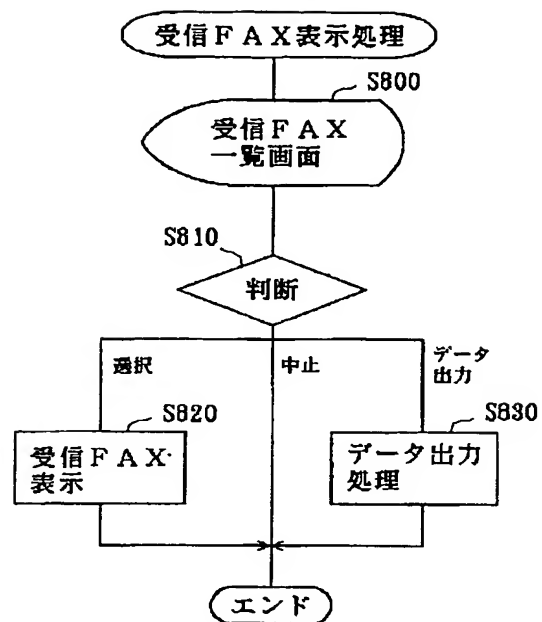 受信ＦＡＸ表示処理
S800
受信ＦＡＸ
一覧画面
S810
判断
選択
中止
データ
出力
S820
受信ＦＡＸ
表示
S830
データ出力
処理
エンド